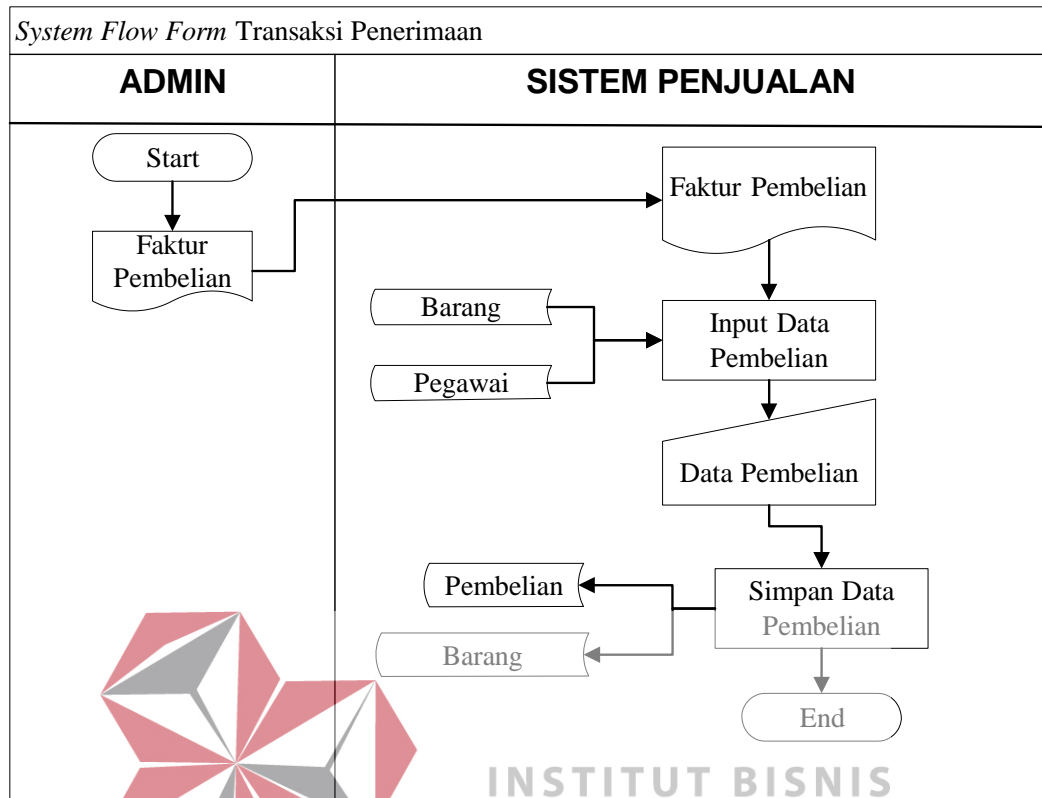 System Flow Form Transaksi Penerimaan
ADMIN
SISTEM PENJUALAN
Start
Faktur
Pembelian
Faktur Pembelian
Barang
Pegawai
Input Data
Pembelian
Data Pembelian
Pembelian
Barang
Simpan Data
Pembelian
End
INSTITUT BISNIS